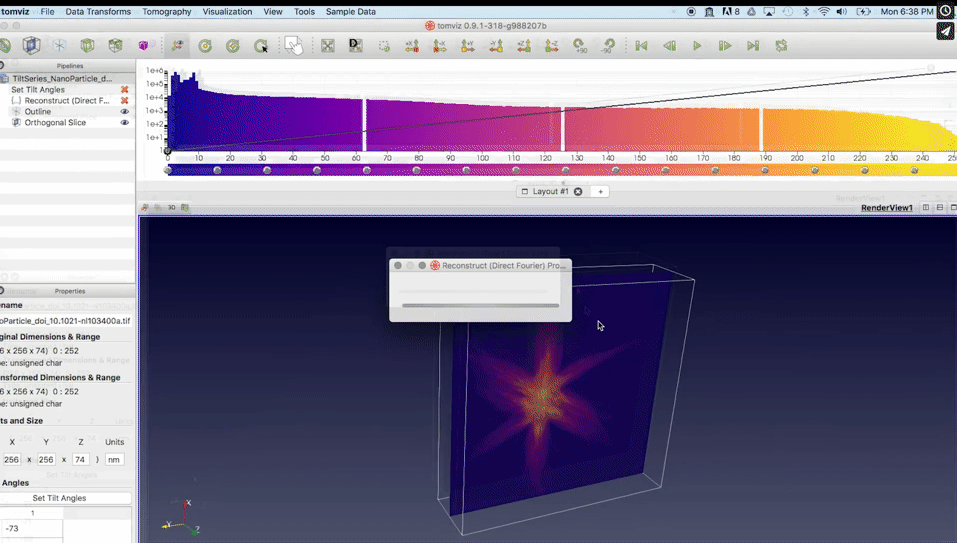 tomviz File Data Transforms Tomography Visualization View Tools Sample Data 8 Mon 6:38 PM
tomviz 0.9.1-318-g988207b
D +X -X +Y -Y +Z -Z +90 -90
Pipelines
TiltSeries_NanoParticle_d...
Set Tilt Angles
Reconstruct (Direct F...
Outline
Orthogonal Slice
1e+6
1e+5
1e+4
1e+3
1e+2
1e+1
1
0 10 20 30 40 50 60 70 80 90 100 110 120 130 140 150 160 170 180 190 200 210 220 230 240 250
Layout #1 +
3D RenderView1
Reconstruct (Direct Fourier) Pro...
Properties
name
oParticle_doi_10.1021-nl103400a.tif
ginal Dimensions & Range
6 x 256 x 74) 0 : 252
e: unsigned char
nsformed Dimensions & Range
6 x 256 x 74) 0 : 252
e: unsigned char
ts and Size
X Y Z Units
256 x 256 x 74 ) nm
Angles
Set Tilt Angles
1
-73
X
Y
Z